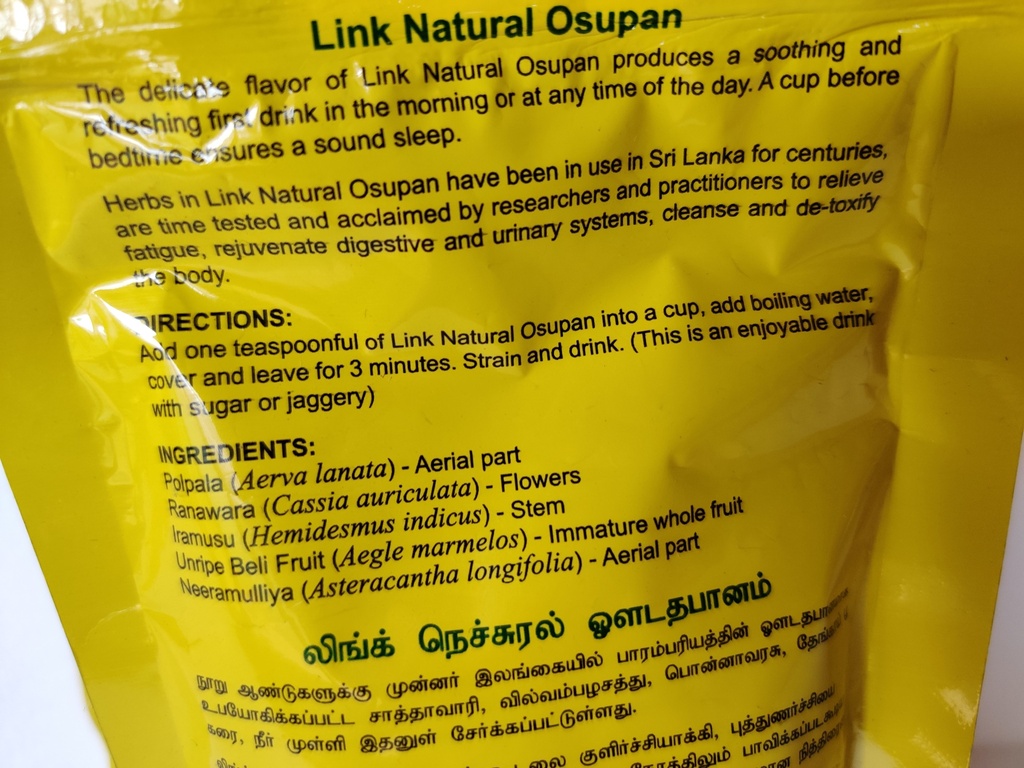 Link Natural Osupan
The delicate flavor of Link Natural Osupan produces a soothing and
refreshing first drink in the morning or at any time of the day. A cup before
bedtime ensures a sound sleep.
Herbs in Link Natural Osupan have been in use in Sri Lanka for centuries,
are time tested and acclaimed by researchers and practitioners to relieve
fatigue, rejuvenate digestive and urinary systems, cleanse and de-toxify
the body.
DIRECTIONS:
Add one teaspoonful of Link Natural Osupan into a cup, add boiling water,
cover and leave for 3 minutes. Strain and drink. (This is an enjoyable drink
with sugar or jaggery)
INGREDIENTS:
Polpala (Aerva lanata) - Aerial part
Ranawara (Cassia auriculata) - Flowers
Iramusu (Hemidesmus indicus) - Stem
Unripe Beli Fruit (Aegle marmelos) - Immature whole fruit
Neeramulliya (Asteracantha longifolia) - Aerial part
லிங்க் நெச்சுரல் ஔடதபானம்
நூறு ஆண்டுகளுக்கு முன்னர் இலங்கையில் பாரம்பரியத்தின்
உபயோகிக்கப்பட்ட சாத்தாவாரி, வில்வம்பழசத்து, பொன்னாவரசு,
கரை, நீர் முள்ளி இதனுள் சேர்க்கப்பட்டுள்ளது.
குளிர்ச்சியாக்கி, புத்துணர்ச்சியை